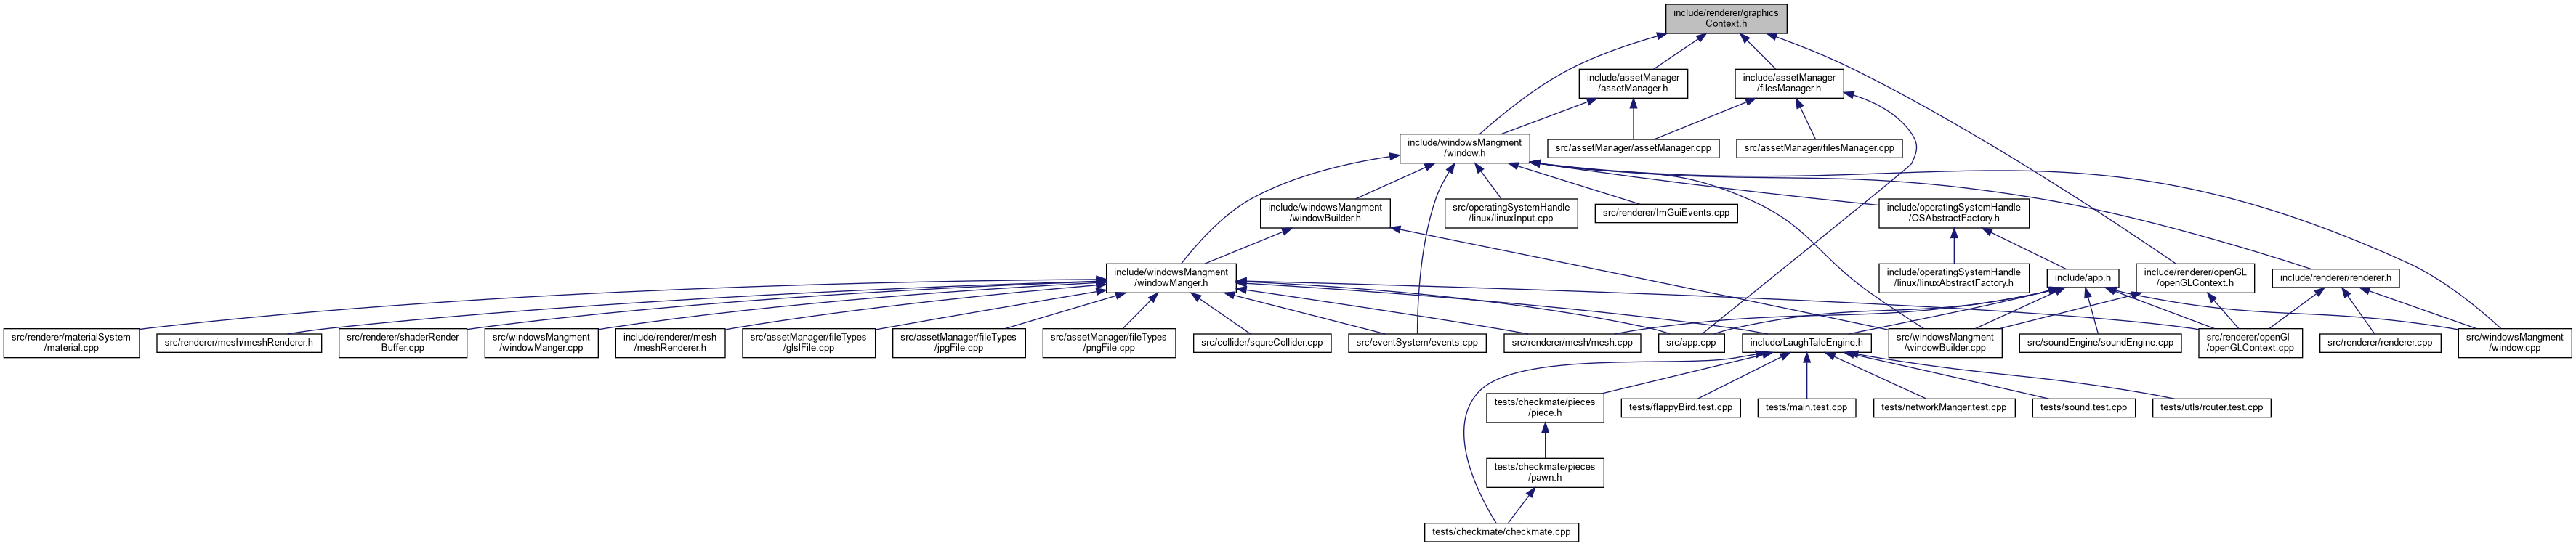 include/renderer/graphics
Context.h
include/assetManager
/assetManager.h
include/assetManager
/filesManager.h
include/windowsMangment
/window.h
src/assetManager/assetManager.cpp
src/assetManager/filesManager.cpp
include/windowsMangment
/windowBuilder.h
src/operatingSystemHandle
/linux/linuxInput.cpp
src/renderer/ImGuiEvents.cpp
include/operatingSystemHandle
/OSAbstractFactory.h
include/windowsMangment
/windowManger.h
include/operatingSystemHandle
/linux/linuxAbstractFactory.h
include/app.h
include/renderer/openGL
/openGLContext.h
include/renderer/renderer.h
src/renderer/materialSystem
/material.cpp
src/renderer/mesh/meshRenderer.h
src/renderer/shaderRender
Buffer.cpp
src/windowsMangment
/windowManger.cpp
include/renderer/mesh
/meshRenderer.h
src/assetManager/fileTypes
/glslFile.cpp
src/assetManager/fileTypes
/jpgFile.cpp
src/assetManager/fileTypes
/pngFile.cpp
src/collider/squreCollider.cpp
src/eventSystem/events.cpp
src/renderer/mesh/mesh.cpp
src/app.cpp
include/LaughTaleEngine.h
src/windowsMangment
/windowBuilder.cpp
src/soundEngine/soundEngine.cpp
src/renderer/openGl
/openGLContext.cpp
src/renderer/renderer.cpp
src/windowsMangment
/window.cpp
tests/checkmate/pieces
/piece.h
tests/flappyBird.test.cpp
tests/main.test.cpp
tests/networkManger.test.cpp
tests/sound.test.cpp
tests/utls/router.test.cpp
tests/checkmate/pieces
/pawn.h
tests/checkmate/checkmate.cpp